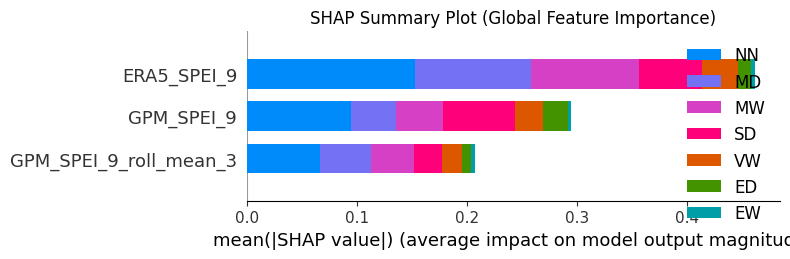 SHAP Summary Plot (Global Feature Importance)
ERA5_SPEI_9
GPM_SPEI_9
GPM_SPEI_9_roll_mean_3
NN
MD
MW
SD
VW
ED
EW
0.0 0.1 0.2 0.3 0.4
mean(|SHAP value|) (average impact on model output magnitud